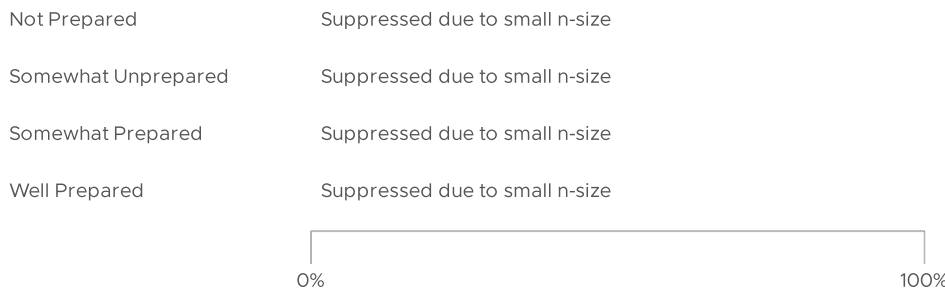 Not Prepared Suppressed due to small n-size
Somewhat Unprepared Suppressed due to small n-size
Somewhat Prepared Suppressed due to small n-size
Well Prepared Suppressed due to small n-size
0% 100%